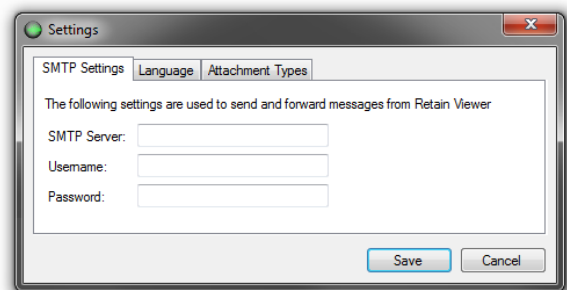 Settings
SMTP Settings Language Attachment Types
The following settings are used to send and forward messages from Retain Viewer
SMTP Server:
Username:
Password:
Save Cancel